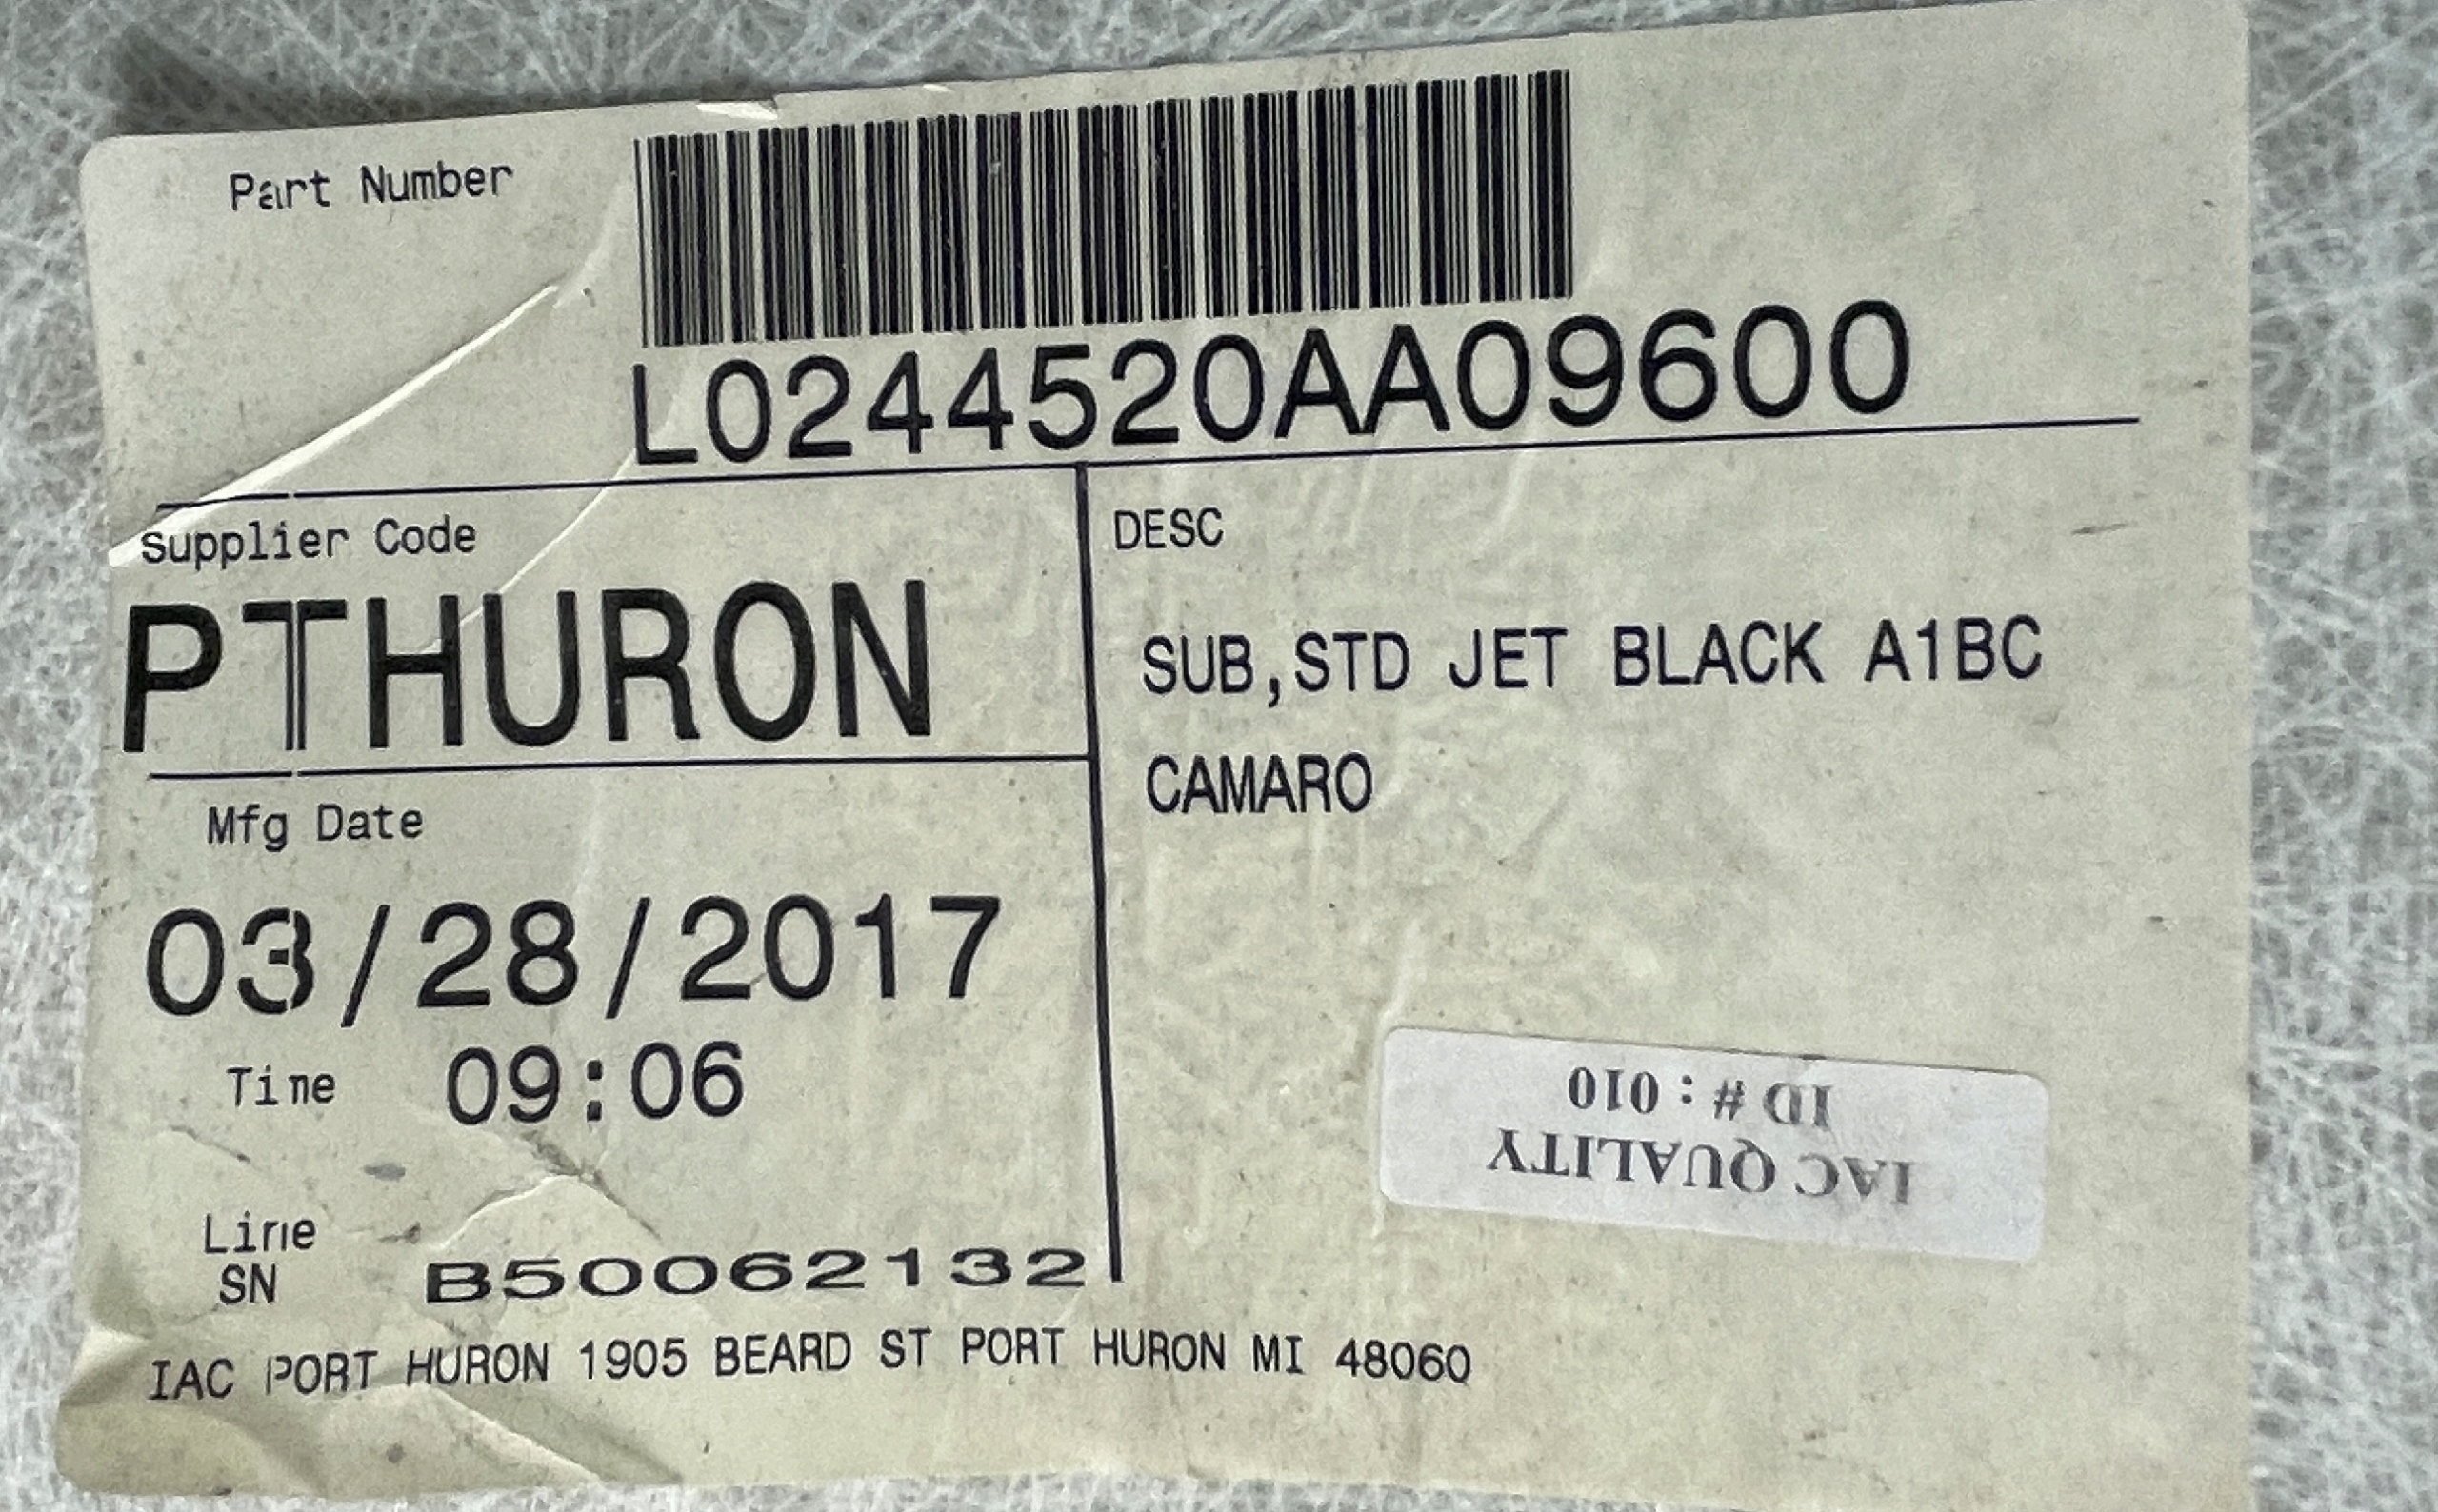 Part Number
L0244520AA09600
Supplier Code
PTHURON
DESC
SUB,STD JET BLACK A1BC
CAMARO
Mfg Date
03/28/2017
Time 09:06
Line
SN B50062132
IAC QUALITY
ID # : 010
IAC PORT HURON 1905 BEARD ST PORT HURON MI 48060